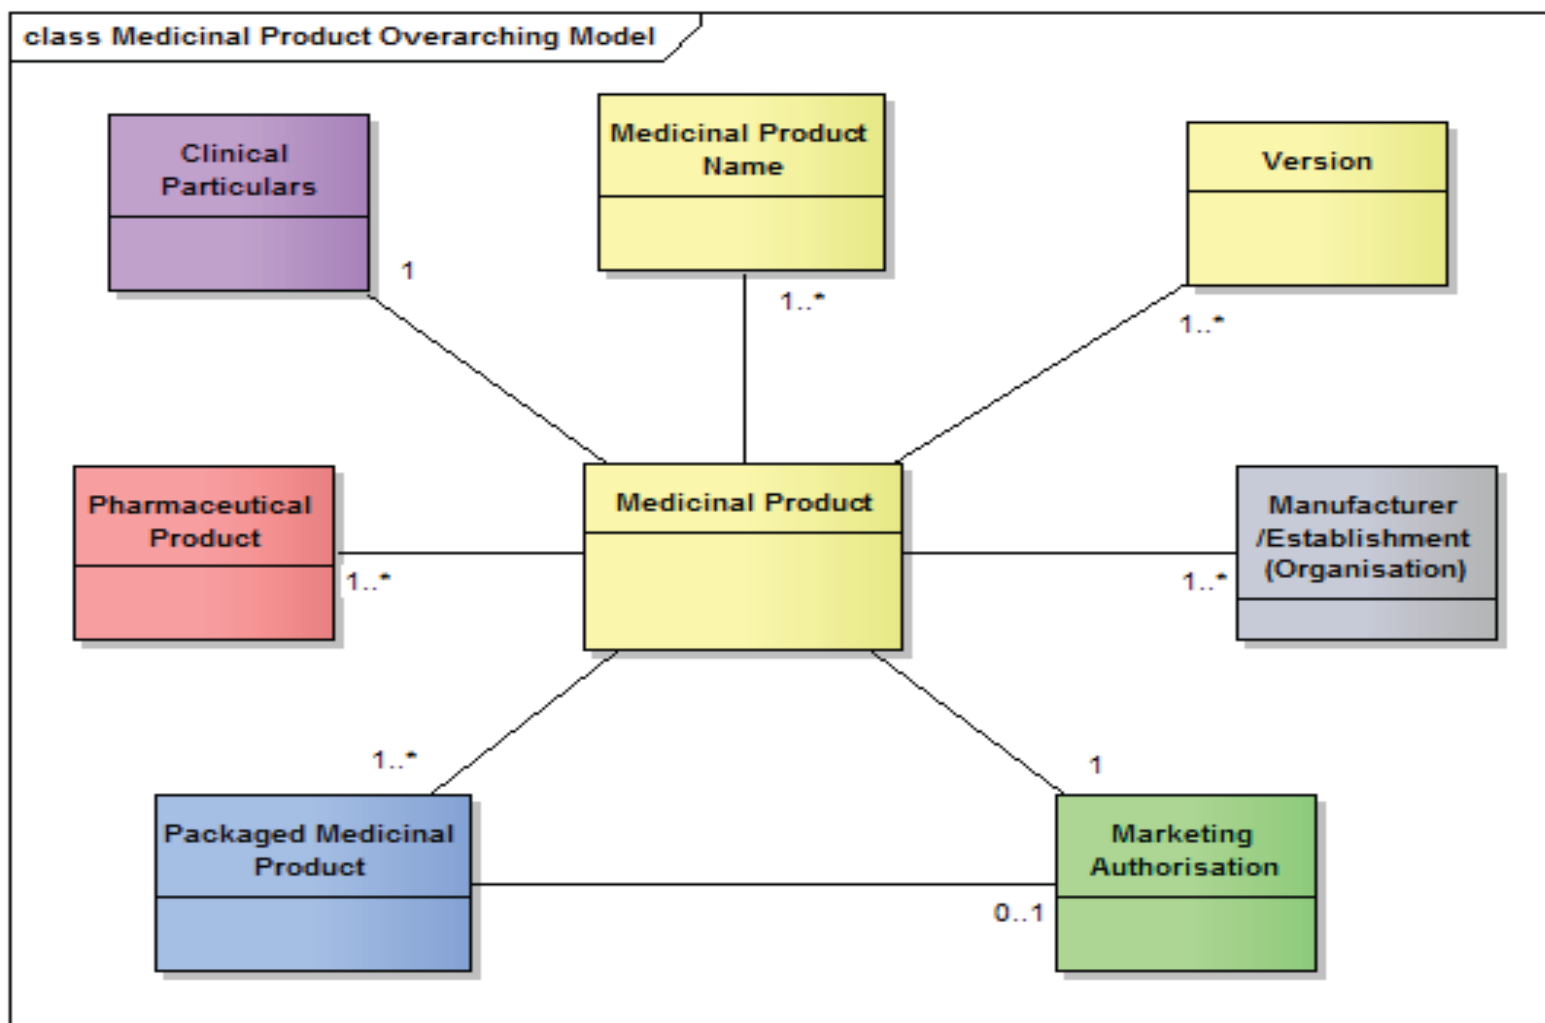 class Medicinal Product Overarching Model
Clinical
Particulars
Medicinal Product
Name
Version
1
1..*
1..*
Pharmaceutical
Product
Medicinal Product
Manufacturer
/Establishment
(Organisation)
1..*
1..*
1..*
1
Packaged Medicinal
Product
Marketing
Authorisation
0..1